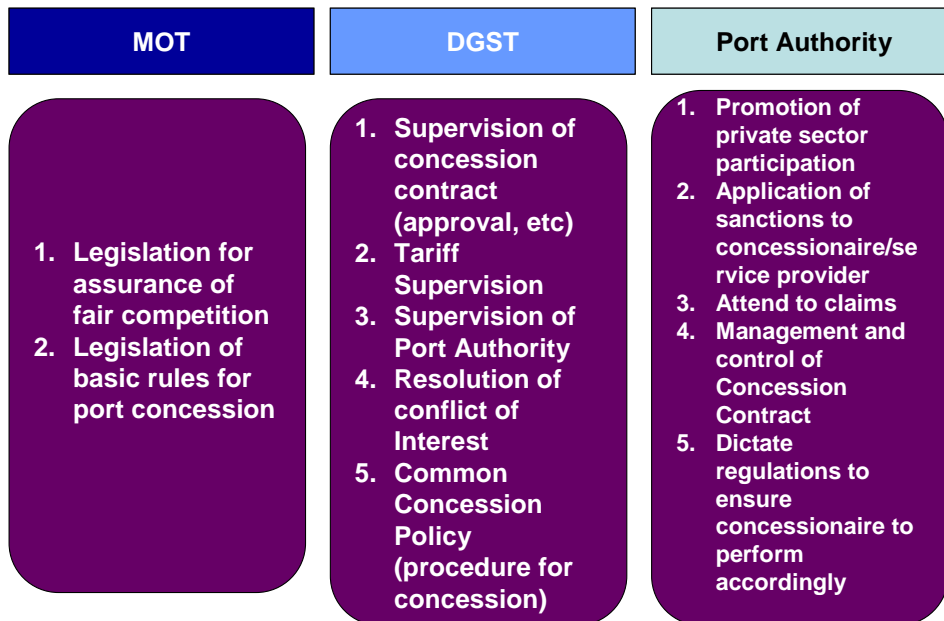 MOT
DGST
Port Authority
1. Legislation for
assurance of
fair competition
2. Legislation of
basic rules for
port concession
1. Supervision of
concession
contract
(approval, etc)
2. Tariff
Supervision
3. Supervision of
Port Authority
4. Resolution of
conflict of
Interest
5. Common
Concession
Policy
(procedure for
concession)
1. Promotion of
private sector
participation
2. Application of
sanctions to
concessionaire/se
rvice provider
3. Attend to claims
4. Management and
control of
Concession
Contract
5. Dictate
regulations to
ensure
concessionaire to
perform
accordingly